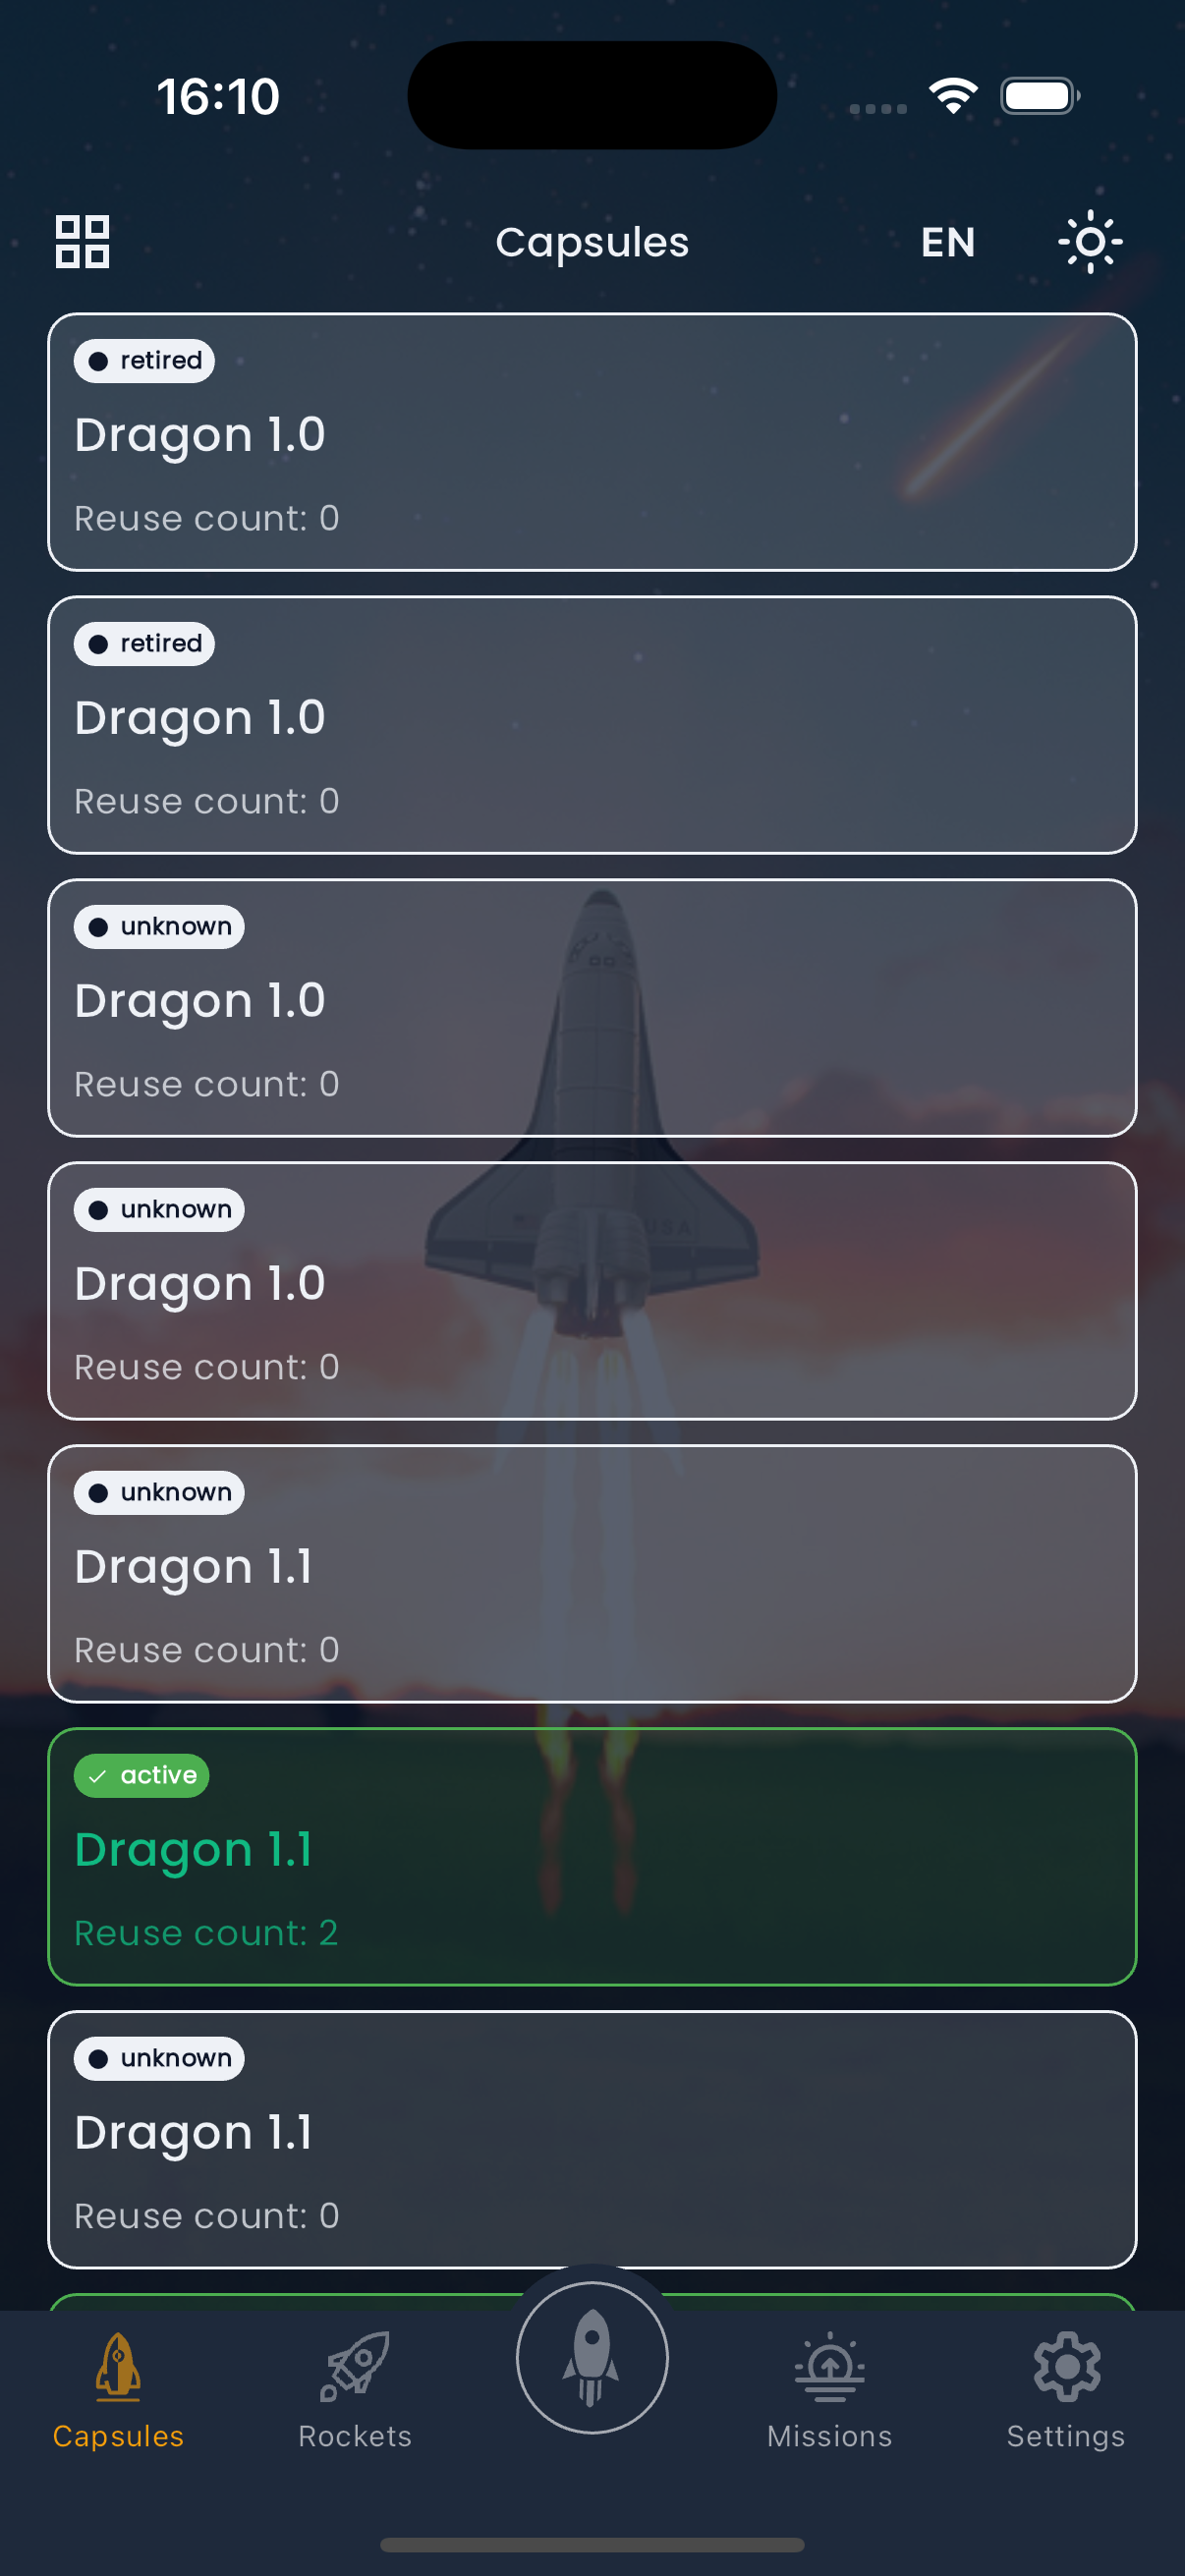 16:10
Capsules
EN
retired
Dragon 1.0
Reuse count: 0
retired
Dragon 1.0
Reuse count: 0
unknown
Dragon 1.0
Reuse count: 0
unknown
Dragon 1.0
Reuse count: 0
USA
unknown
Dragon 1.1
Reuse count: 0
active
Dragon 1.1
Reuse count: 2
unknown
Dragon 1.1
Reuse count: 0
Capsules
Rockets
Missions
Settings